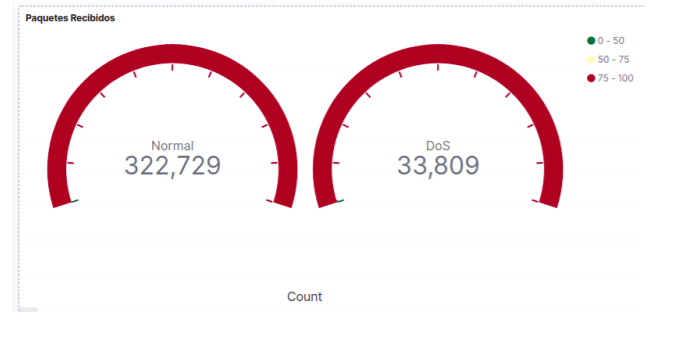 Paquetes Recibidos
Normal
322,729
DoS
33,809
Count
0 - 50
50 - 75
75 - 100